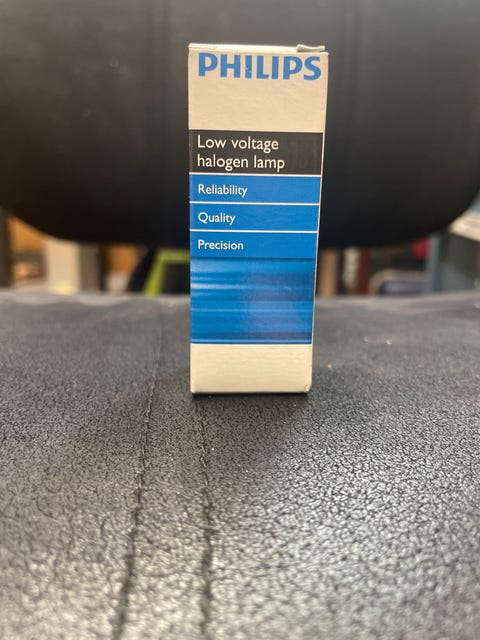 PHILIPS
Low voltage
halogen lamp
Reliability
Quality
Precision